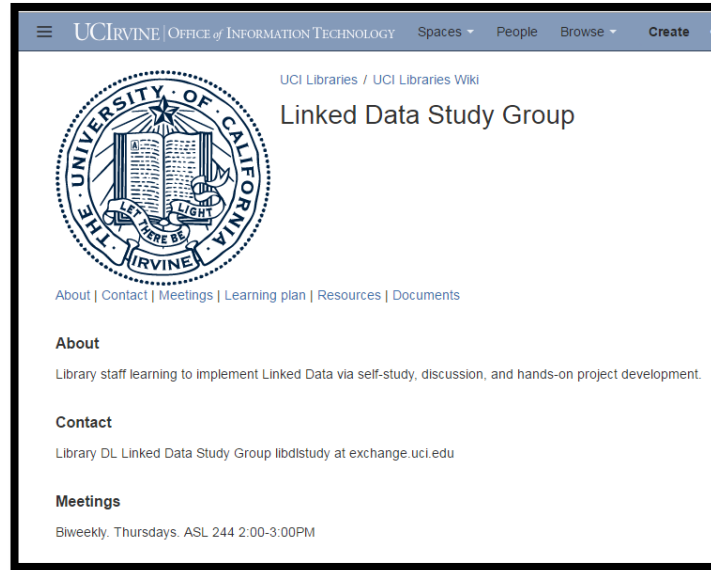 UCIRVINE | OFFICE of INFORMATION TECHNOLOGY Spaces People Browse Create
UCI Libraries / UCI Libraries Wiki
Linked Data Study Group
THE · UNIVERSITY · OF · CALIFORNIA
A
LET THERE BE LIGHT
IRVINE
About | Contact | Meetings | Learning plan | Resources | Documents
About
Library staff learning to implement Linked Data via self-study, discussion, and hands-on project development.
Contact
Library DL Linked Data Study Group libdlstudy at exchange.uci.edu
Meetings
Biweekly. Thursdays. ASL 244 2:00-3:00PM